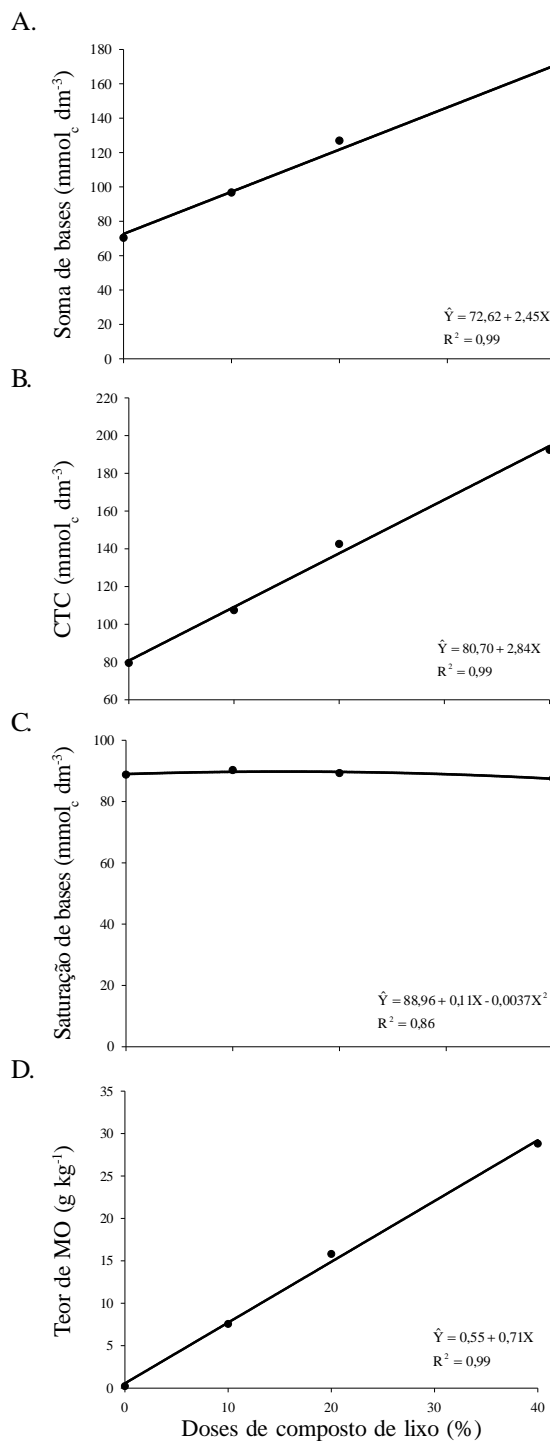 A.
Soma de bases (mmol_c dm^-3)
180
160
140
120
100
80
60
40
20
0
Ŷ = 72,62 + 2,45X
R² = 0,99
B.
CTC (mmol_c dm^-3)
220
200
180
160
140
120
100
80
60
Ŷ = 80,70 + 2,84X
R² = 0,99
C.
Saturação de bases (mmol_c dm^-3)
100
80
60
40
20
0
Ŷ = 88,96 + 0,11X - 0,0037X²
R² = 0,86
D.
Teor de MO (g kg^-1)
35
30
25
20
15
10
5
0
Ŷ = 0,55 + 0,71X
R² = 0,99
0 10 20 30 40
Doses de composto de lixo (%)